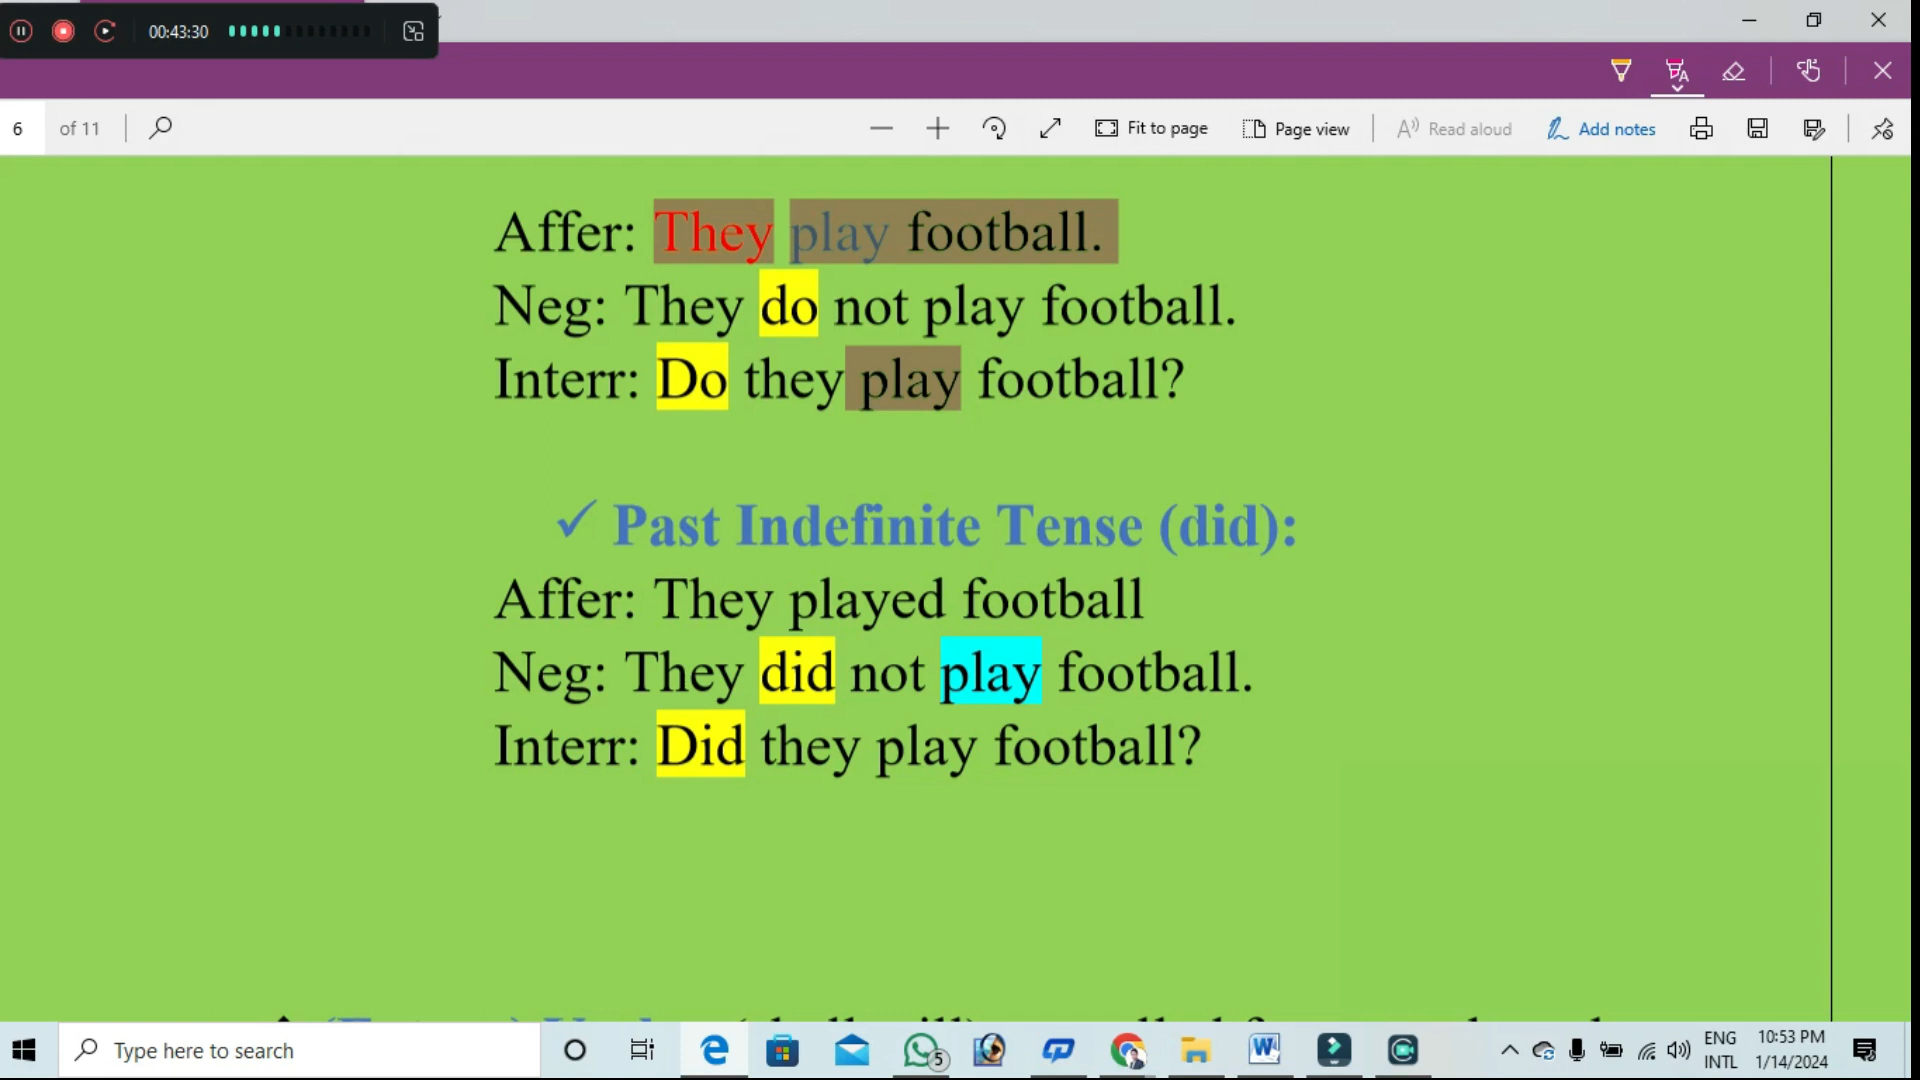 00:43:30
6 of 11
Fit to page
Page view
Read aloud
Add notes
Affer: They play football.
Neg: They do not play football.
Interr: Do they play football?
✓ Past Indefinite Tense (did):
Affer: They played football
Neg: They did not play football.
Interr: Did they play football?
Type here to search
5
ENG
INTL
10:53 PM
1/14/2024